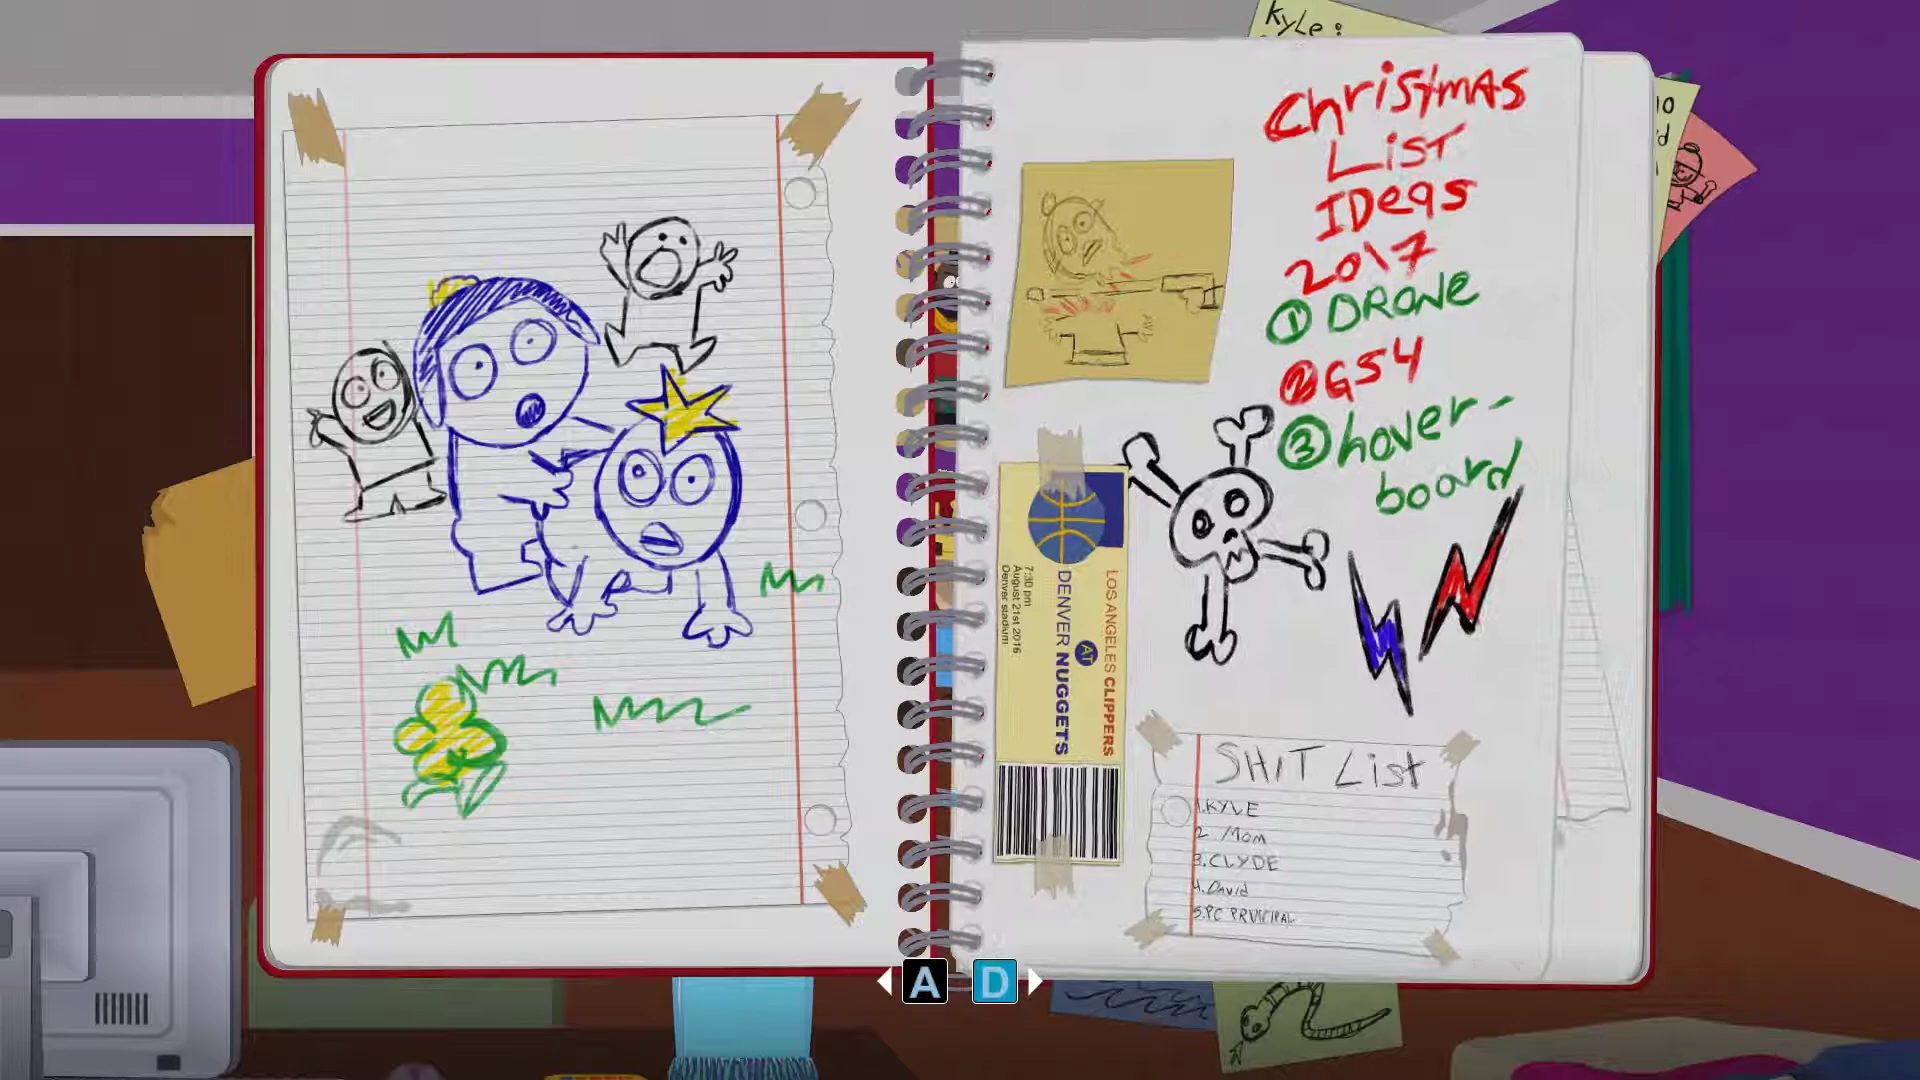 Kyle:
Christmas
List
IDeas
2017
① DRONE
② GS4
③ hover-
board
LOS ANGELES CLIPPERS
AT
DENVER NUGGETS
7:30 pm
August 21st 2016
Denver stadium!
SHIT List
1. KYLE
2 Mom
3. CLYDE
4. David
5. PC PRVICIPAL
A D